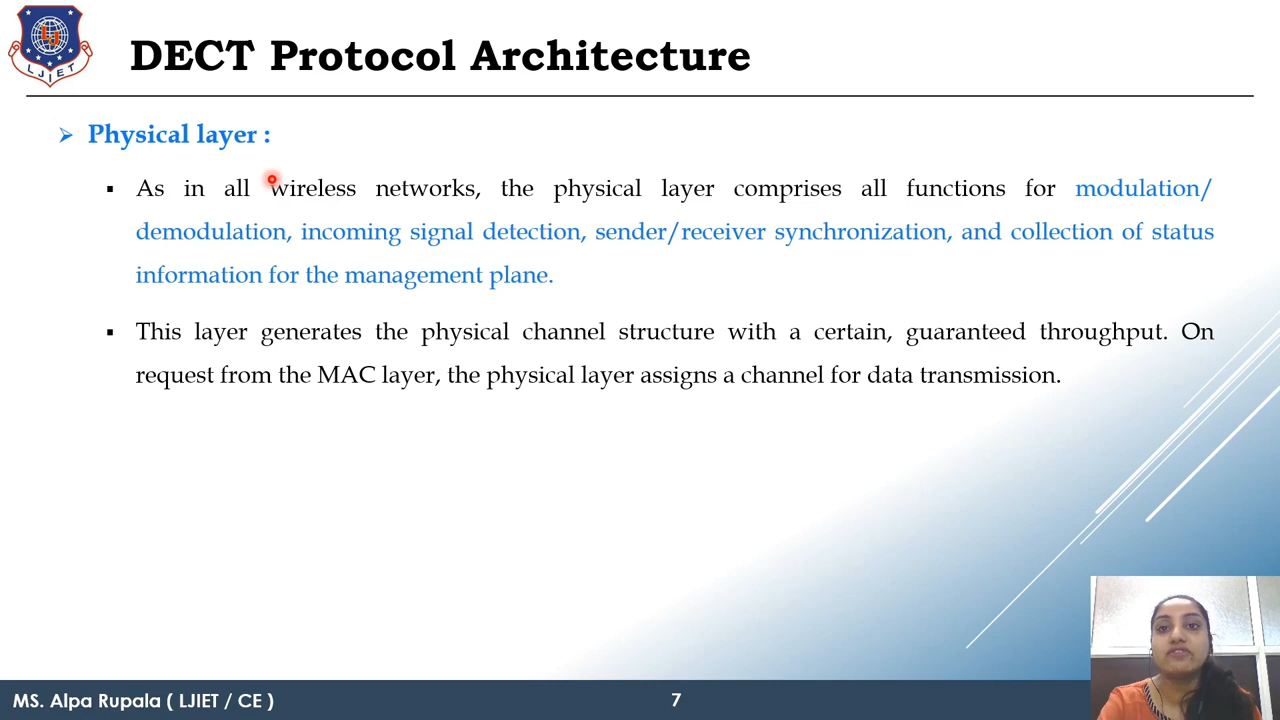 LJIET
DECT Protocol Architecture
Physical layer :
As in all wireless networks, the physical layer comprises all functions for modulation/
demodulation, incoming signal detection, sender/receiver synchronization, and collection of status
information for the management plane.
This layer generates the physical channel structure with a certain, guaranteed throughput. On
request from the MAC layer, the physical layer assigns a channel for data transmission.
MS. Alpa Rupala ( LJIET / CE )
7